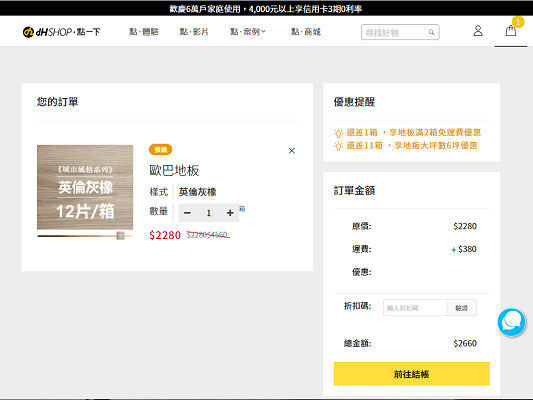 歡慶6萬戶家庭使用，4,000元以上享信用卡3期0利率
dH SHOP·點一下
點·體驗
點·影片
點·案例
點·商城
尋找好物
1
您的訂單
預購
《城市風格系列》
英倫灰橡
12片/箱
歐巴地板
樣式
英倫灰橡
數量
− 1 + 箱
$2280 $2280$4560
優惠提醒
還差1箱 ，享地板滿2箱免運費優惠
還差11箱 ，享地板大坪數6坪優惠
訂單金額
原價: $2280
運費: +$380
優惠:
折扣碼: 輸入折扣碼 驗證
總金額: $2660
前往結帳